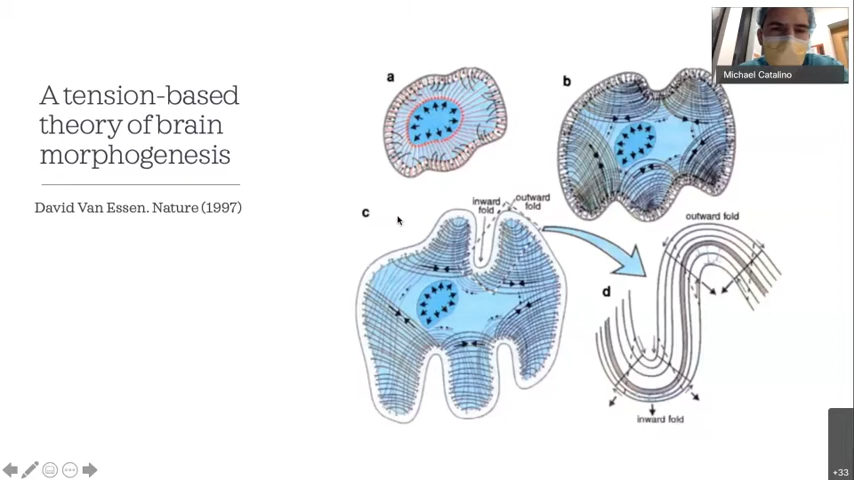 A tension-based
theory of brain
morphogenesis
David Van Essen. Nature (1997)
a
b
c
inward
fold
outward
fold
d
outward fold
inward fold
Michael Catalino
+33